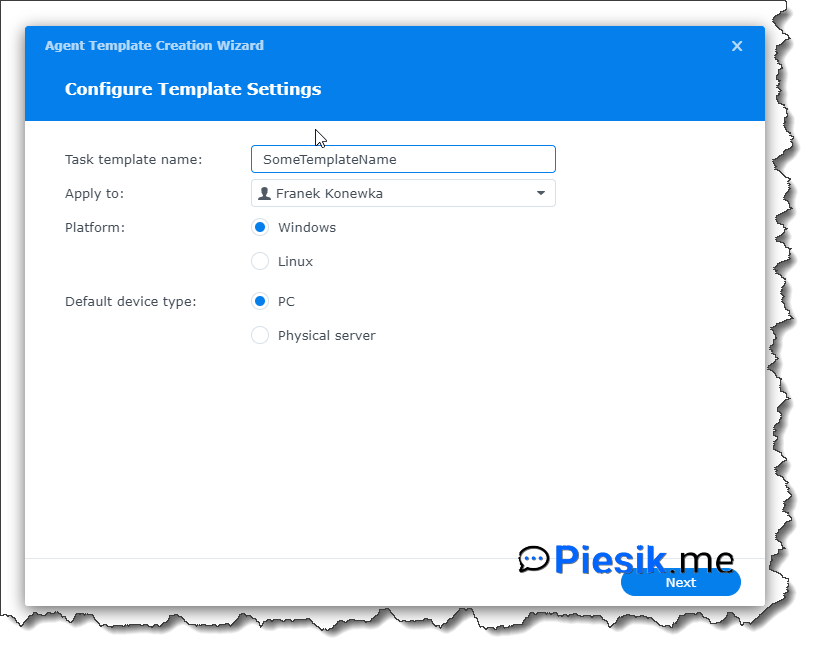 Agent Template Creation Wizard
Configure Template Settings
Task template name: SomeTemplateName
Apply to: Franek Konewka
Platform: Windows
Linux
Default device type: PC
Physical server
Piesik.me
Next